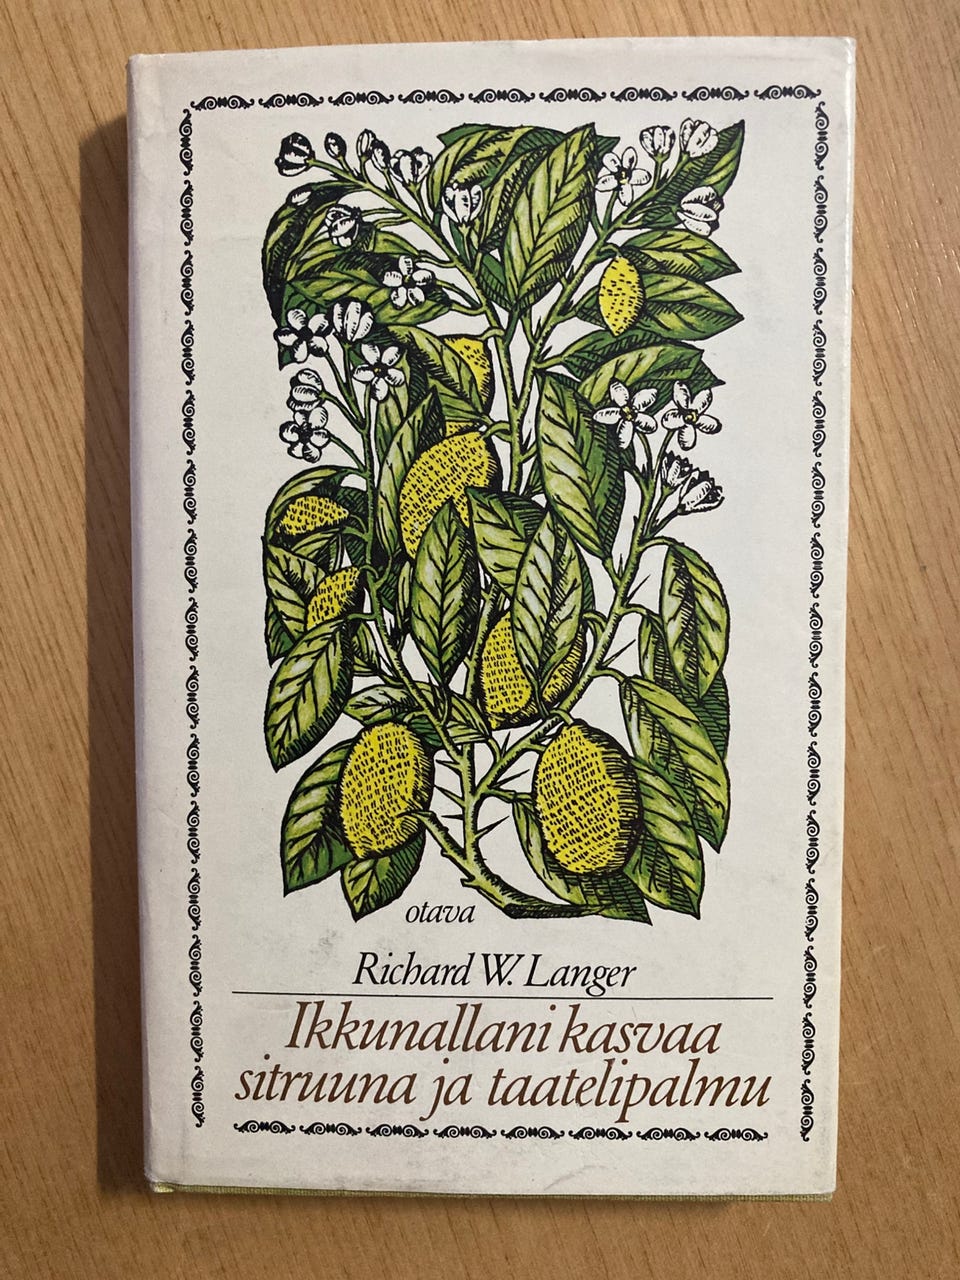 otava
Richard W. Langer
Ikkunallani kasvaa
sitruuna ja taatelipalmu